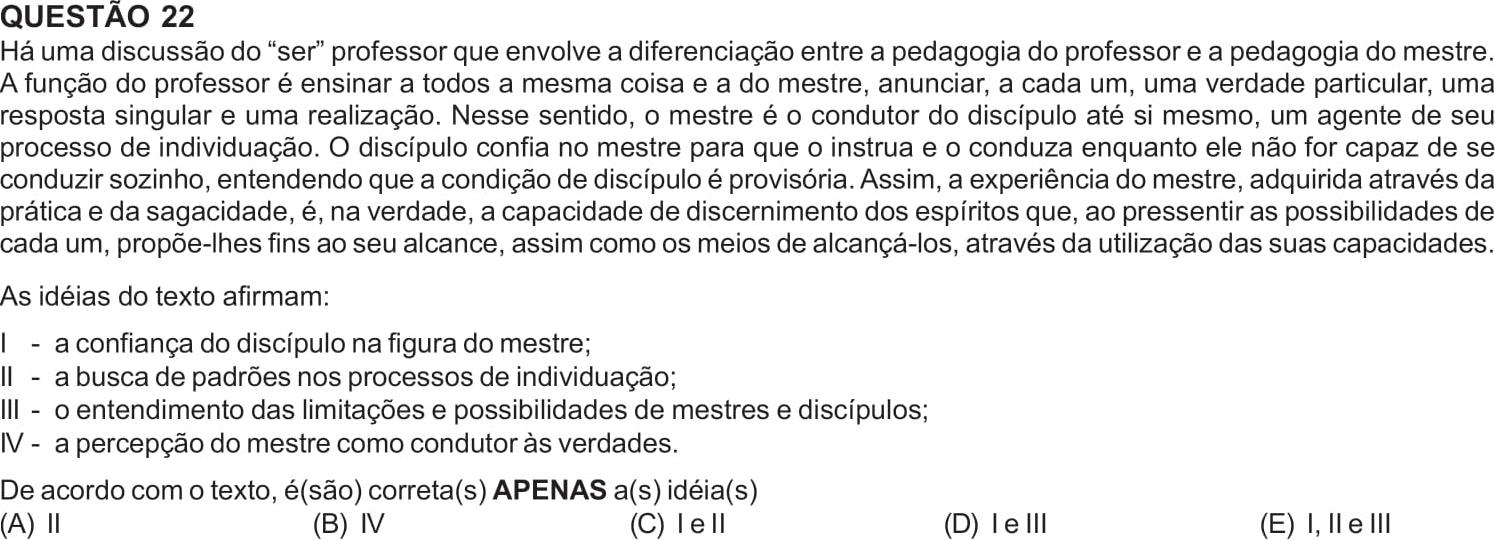 QUESTÃO 22
Há uma discussão do “ser” professor que envolve a diferenciação entre a pedagogia do professor e a pedagogia do mestre.
A função do professor é ensinar a todos a mesma coisa e a do mestre, anunciar, a cada um, uma verdade particular, uma
resposta singular e uma realização. Nesse sentido, o mestre é o condutor do discípulo até si mesmo, um agente de seu
processo de individuação. O discípulo confia no mestre para que o instrua e o conduza enquanto ele não for capaz de se
conduzir sozinho, entendendo que a condição de discípulo é provisória. Assim, a experiência do mestre, adquirida através da
prática e da sagacidade, é, na verdade, a capacidade de discernimento dos espíritos que, ao pressentir as possibilidades de
cada um, propõe-lhes fins ao seu alcance, assim como os meios de alcançá-los, através da utilização das suas capacidades.
As idéias do texto afirmam:
I - a confiança do discípulo na figura do mestre;
II - a busca de padrões nos processos de individuação;
III - o entendimento das limitações e possibilidades de mestres e discípulos;
IV - a percepção do mestre como condutor às verdades.
De acordo com o texto, é(são) correta(s) APENAS a(s) idéia(s)
(A) II (B) IV (C) I e II (D) I e III (E) I, II e III